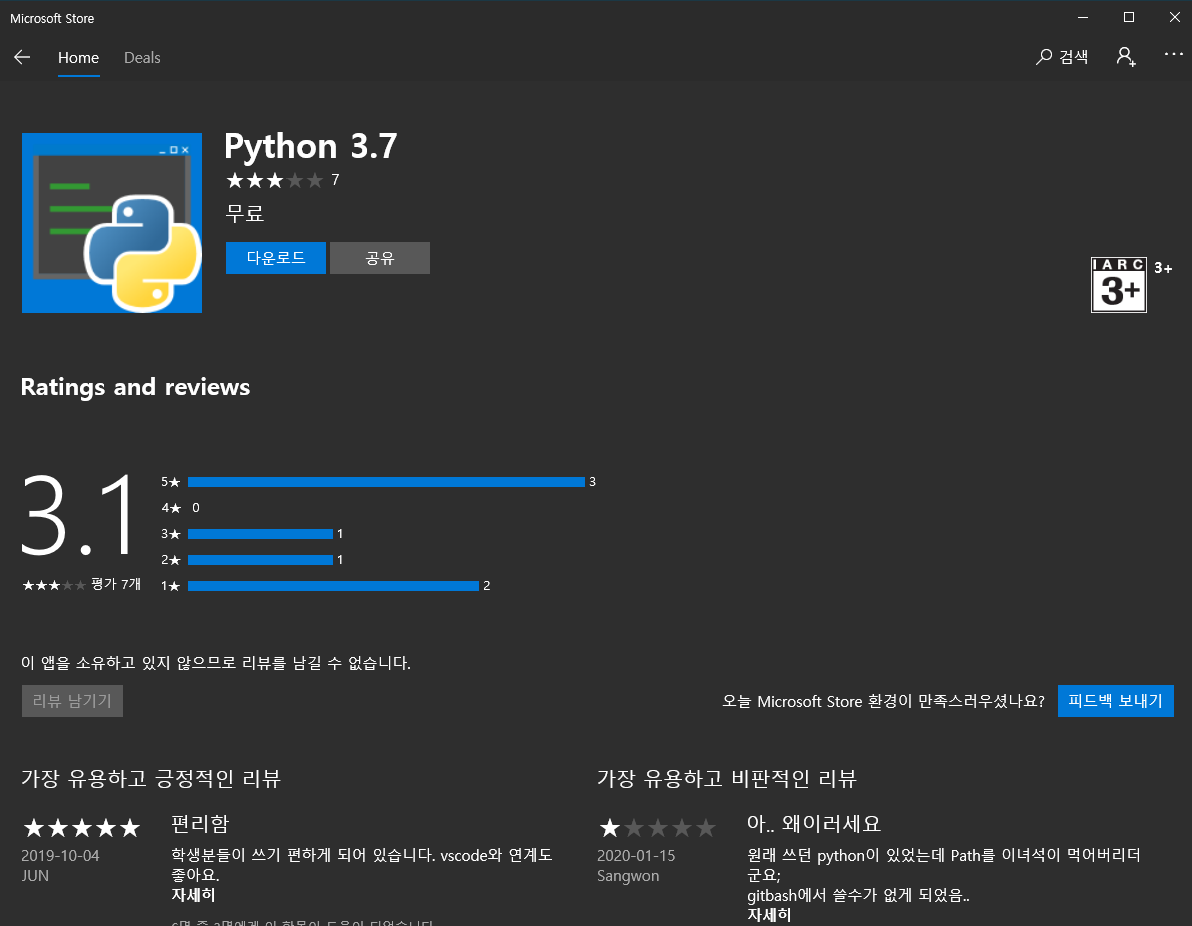 Microsoft Store
Home Deals 검색
Python 3.7
7
무료
다운로드 공유
IARC
3+ 3+
Ratings and reviews
3.1
5★ 3
4★ 0
3★ 1
2★ 1
1★ 2
평가 7개
이 앱을 소유하고 있지 않으므로 리뷰를 남길 수 없습니다.
리뷰 남기기
오늘 Microsoft Store 환경이 만족스러우셨나요? 피드백 보내기
가장 유용하고 긍정적인 리뷰
편리함
2019-10-04
JUN
학생분들이 쓰기 편하게 되어 있습니다. vscode와 연계도
좋아요.
자세히
가장 유용하고 비판적인 리뷰
아.. 왜이러세요
2020-01-15
Sangwon
원래 쓰던 python이 있었는데 Path를 이녀석이 먹어버리더
군요;
gitbash에서 쓸수가 없게 되었음..
자세히